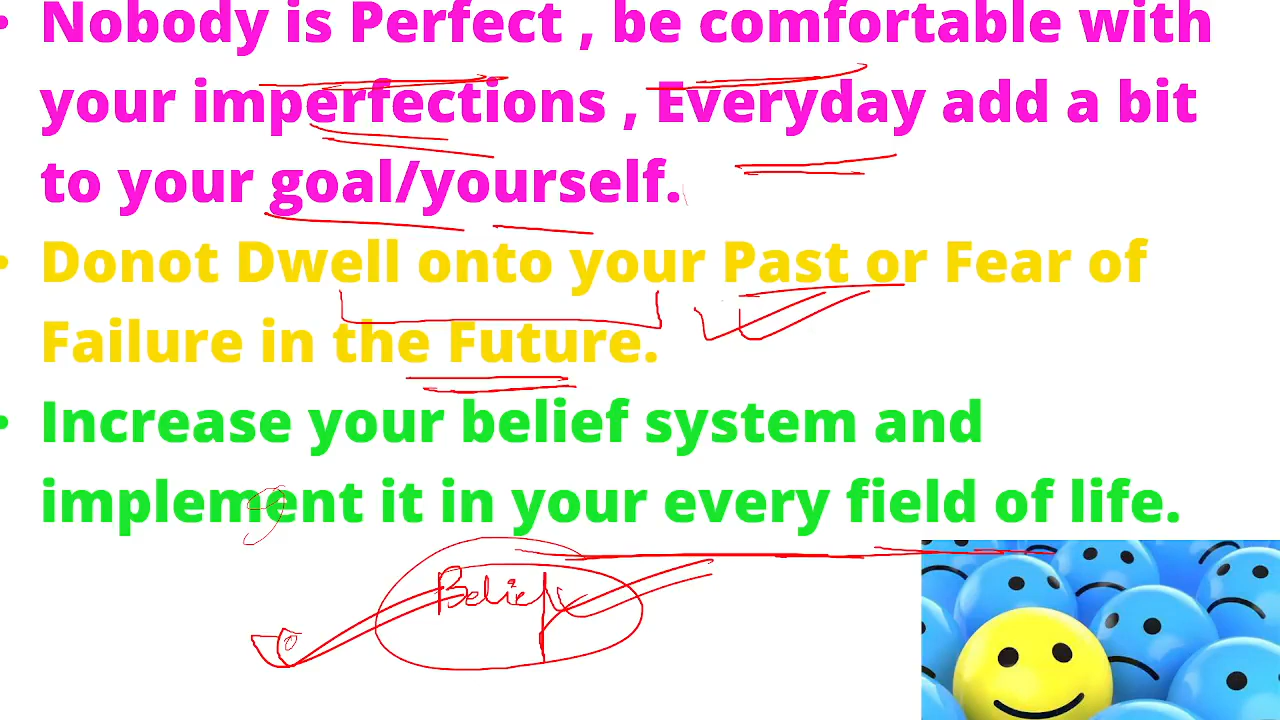 • Nobody is Perfect , be comfortable with
your imperfections , Everyday add a bit
to your goal/yourself.
• Donot Dwell onto your Past or Fear of
Failure in the Future.
• Increase your belief system and
implement it in your every field of life.
Belief